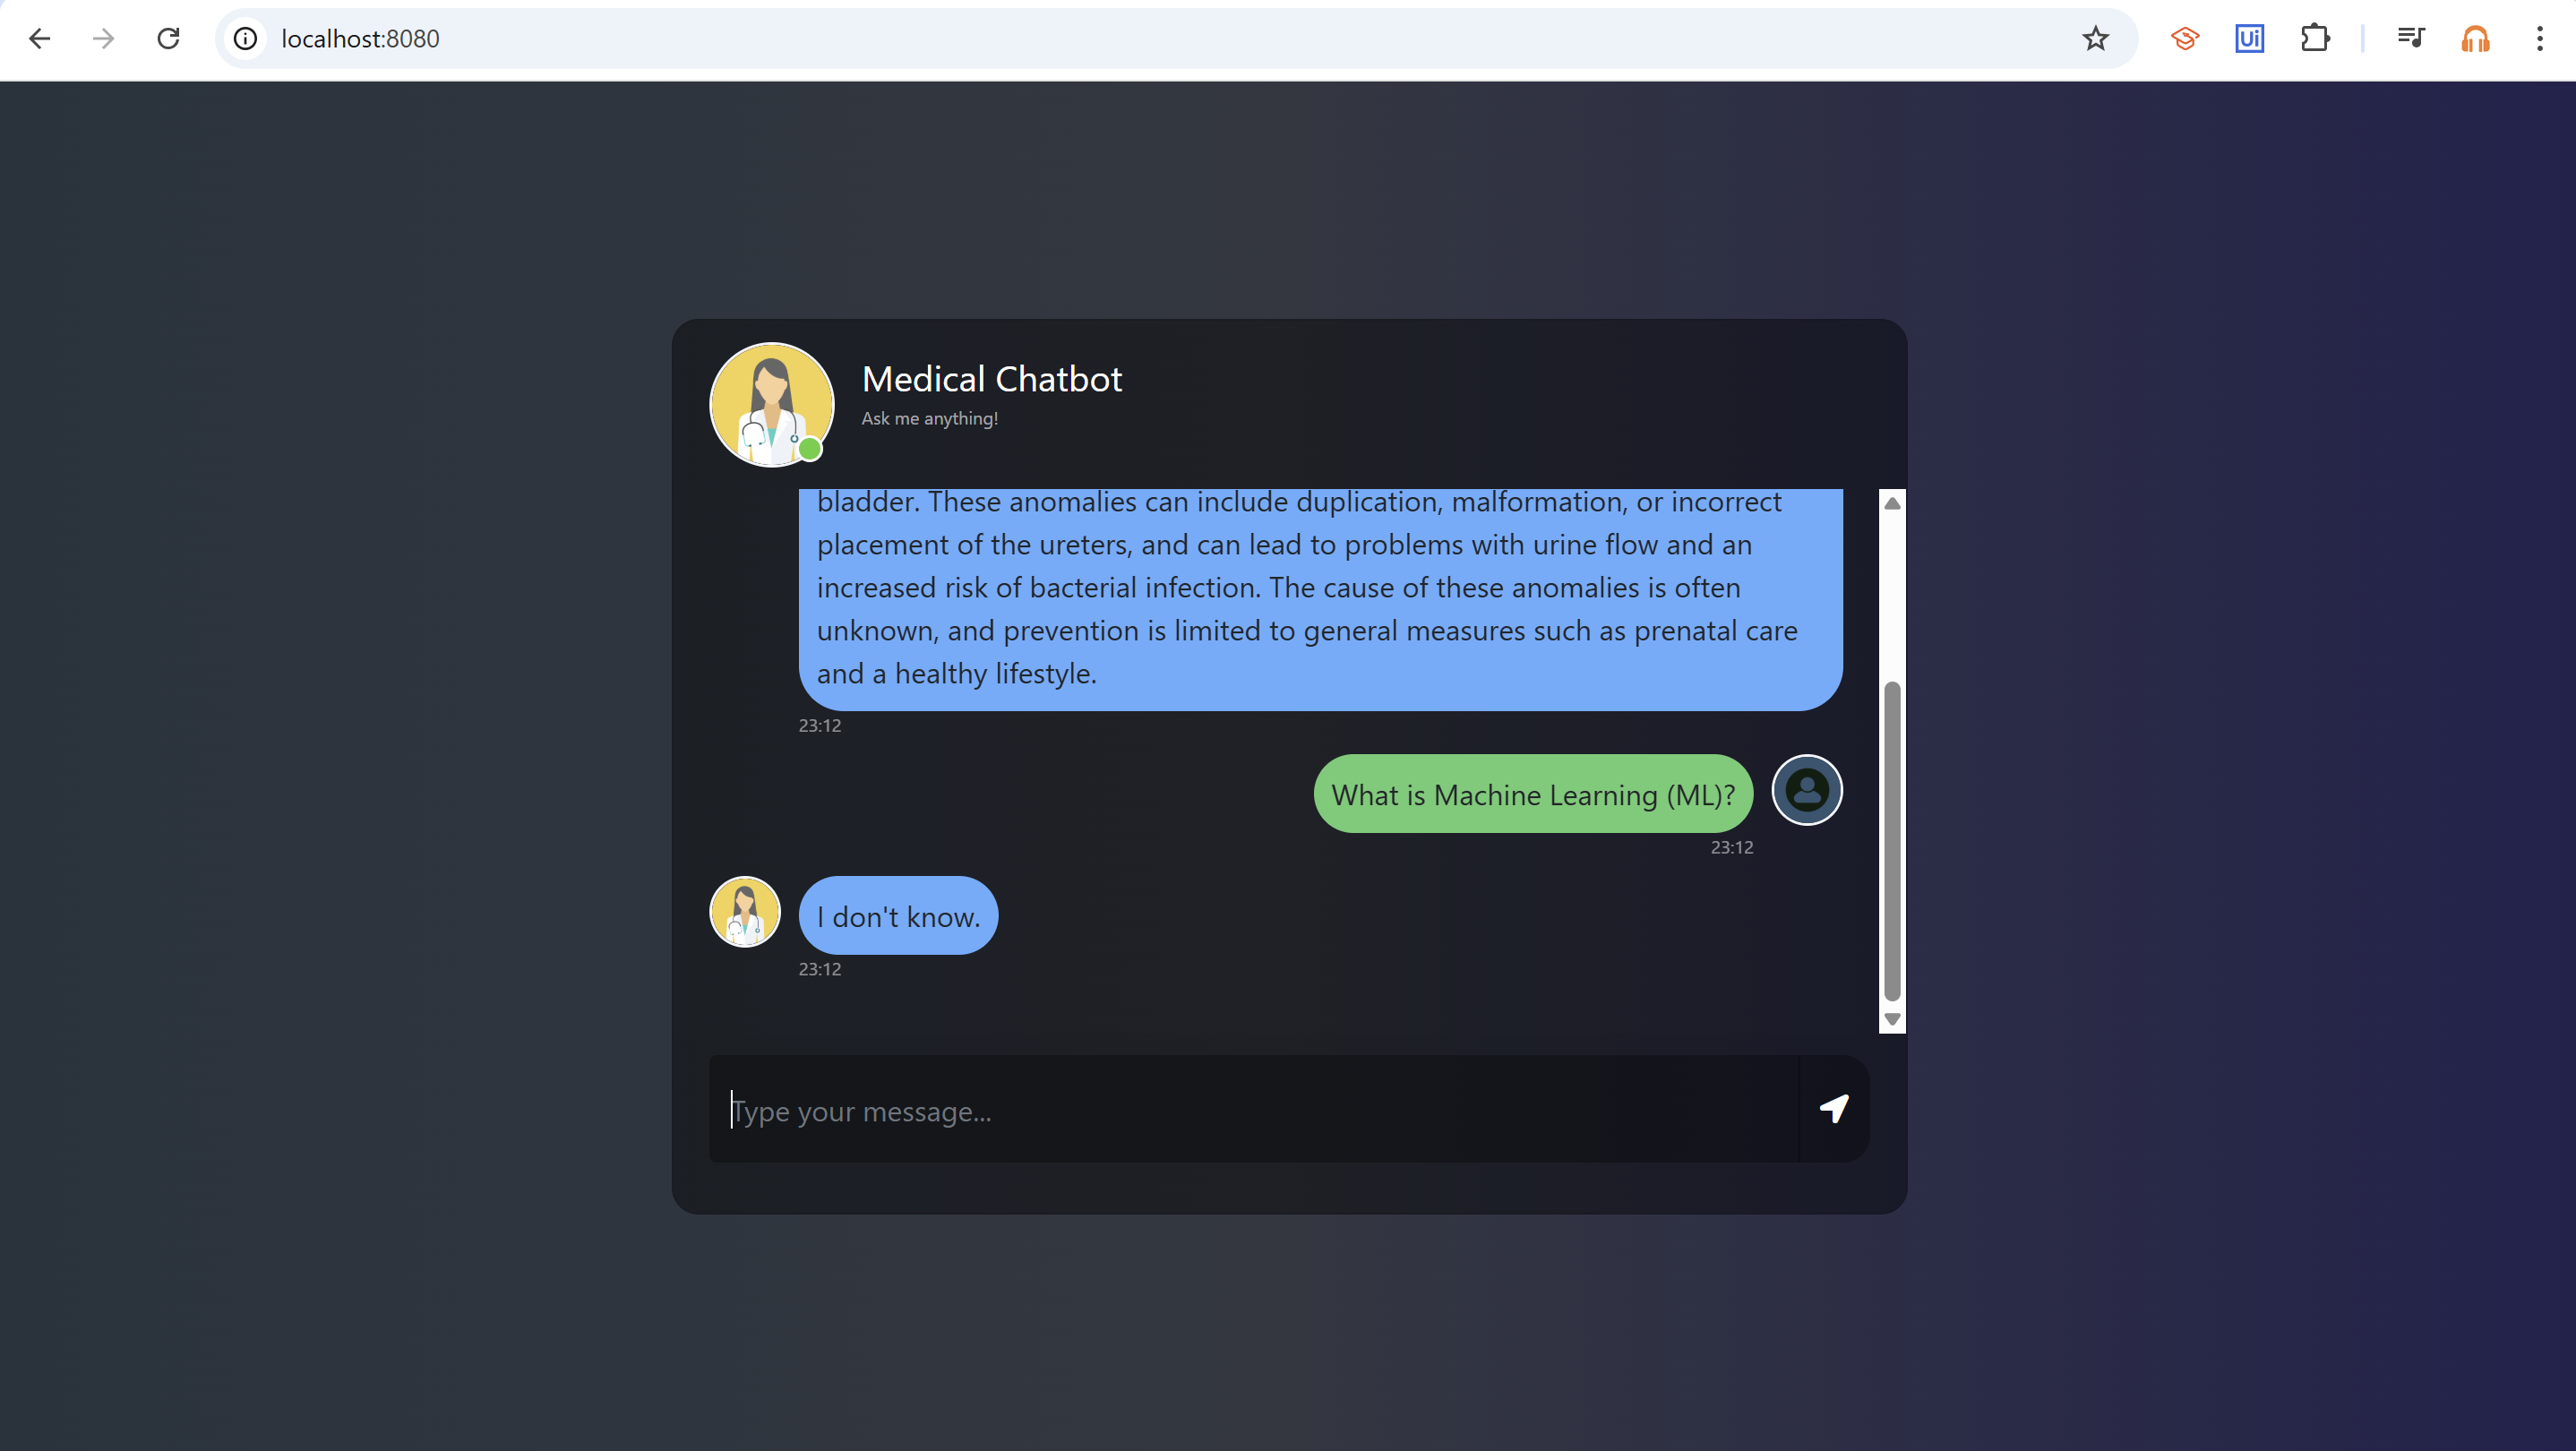 localhost:8080
Ui
Medical Chatbot
Ask me anything!
bladder. These anomalies can include duplication, malformation, or incorrect
placement of the ureters, and can lead to problems with urine flow and an
increased risk of bacterial infection. The cause of these anomalies is often
unknown, and prevention is limited to general measures such as prenatal care
and a healthy lifestyle.
23:12
What is Machine Learning (ML)?
23:12
I don't know.
23:12
Type your message...